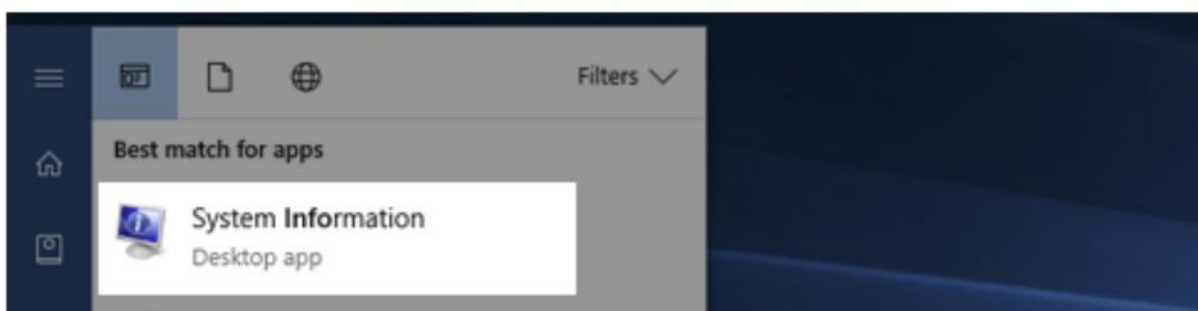 Filters
Best match for apps
System Information
Desktop app